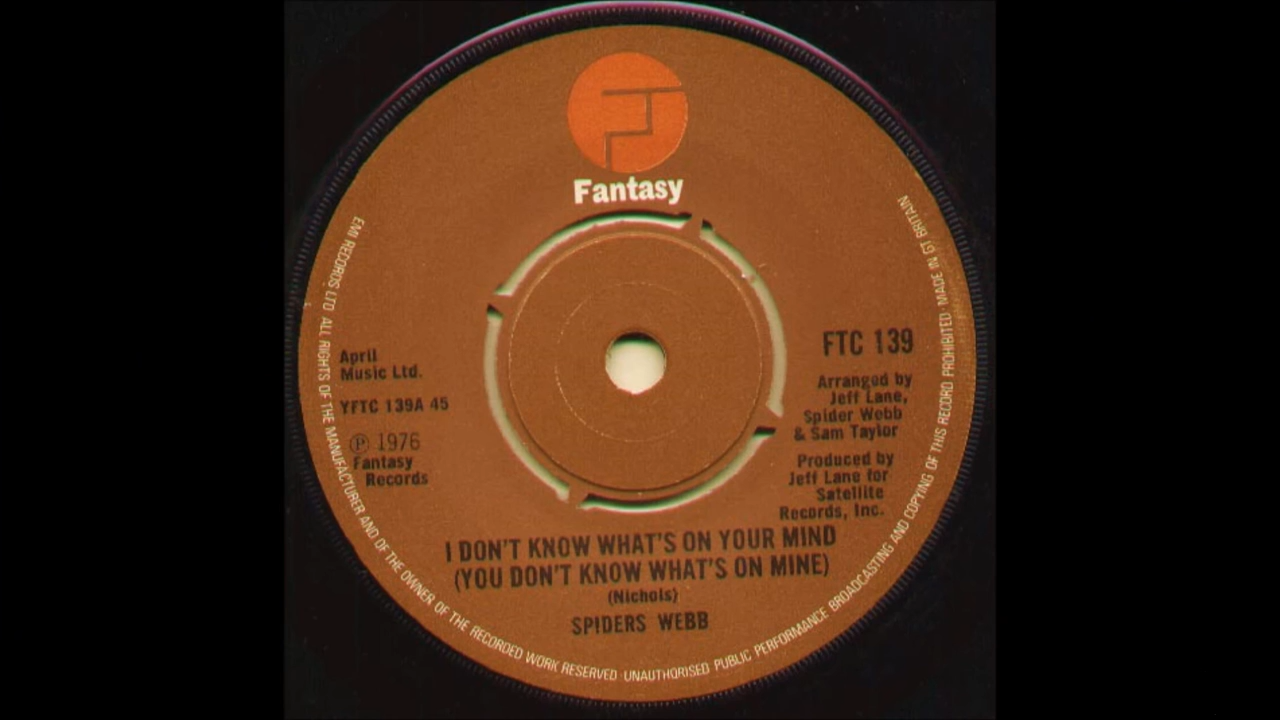 Fantasy
EMI RECORDS LTD ALL RIGHTS OF THE MANUFACTURER AND OF THE OWNER OF THE RECORDED WORK RESERVED · UNAUTHORISED PUBLIC PERFORMANCE BROADCASTING AND COPYING OF THIS RECORD PROHIBITED · MADE IN GT BRITAIN
April
Music Ltd.
YFTC 139A 45
Ⓟ 1976
Fantasy
Records
FTC 139
Arranged by
Jeff Lane,
Spider Webb
& Sam Taylor
Produced by
Jeff Lane for
Satellite
Records, Inc.
I DON'T KNOW WHAT'S ON YOUR MIND
(YOU DON'T KNOW WHAT'S ON MINE)
(Nichols)
SPIDERS WEBB